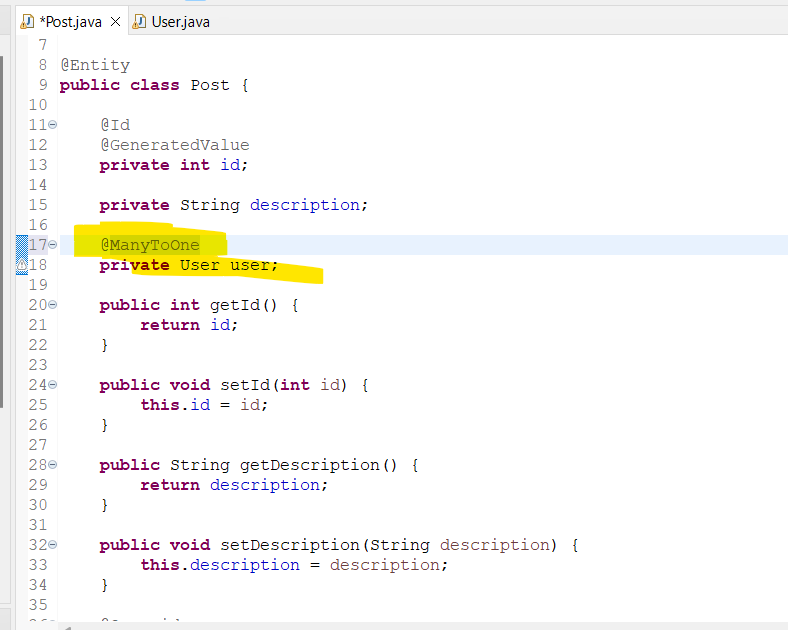 *Post.java
User.java
7
8 @Entity
9 public class Post {
10
11 @Id
12 @GeneratedValue
13 private int id;
14
15 private String description;
16
17 @ManyToOne
18 private User user;
19
20 public int getId() {
21 return id;
22 }
23
24 public void setId(int id) {
25 this.id = id;
26 }
27
28 public String getDescription() {
29 return description;
30 }
31
32 public void setDescription(String description) {
33 this.description = description;
34 }
35